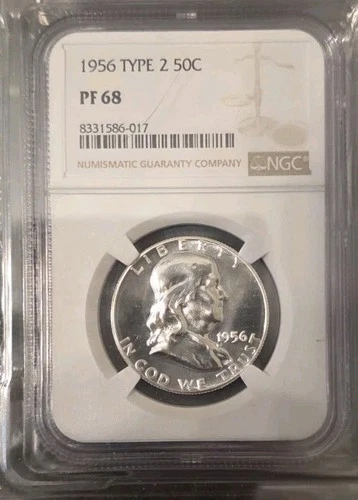 1956 TYPE 2 50C
PF 68
8331586-017
NUMISMATIC GUARANTY COMPANY
NGC
LIBERTY
1956
IN GOD WE TRUST